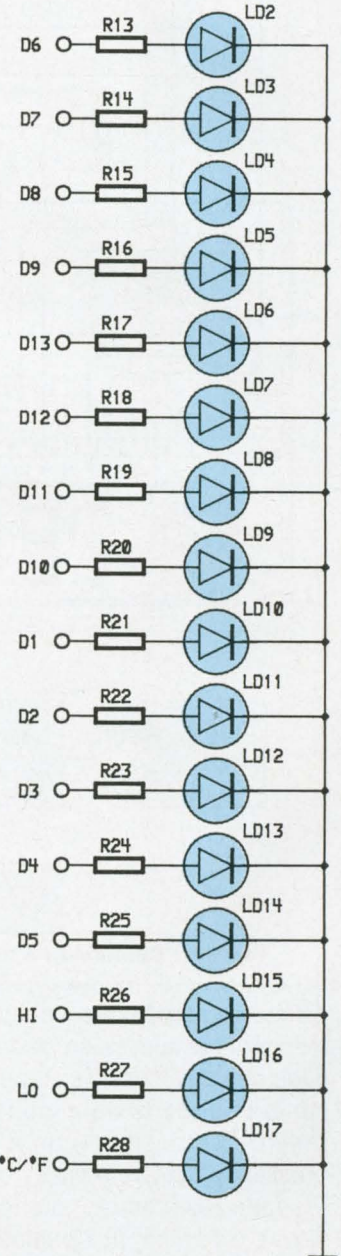 LD2
D6 R13
LD3
D7 R14
LD4
D8 R15
LD5
D9 R16
LD6
D13 R17
LD7
D12 R18
LD8
D11 R19
LD9
D10 R20
LD10
D1 R21
LD11
D2 R22
LD12
D3 R23
LD13
D4 R24
LD14
D5 R25
LD15
HI R26
LD16
LO R27
LD17
°C/°F R28